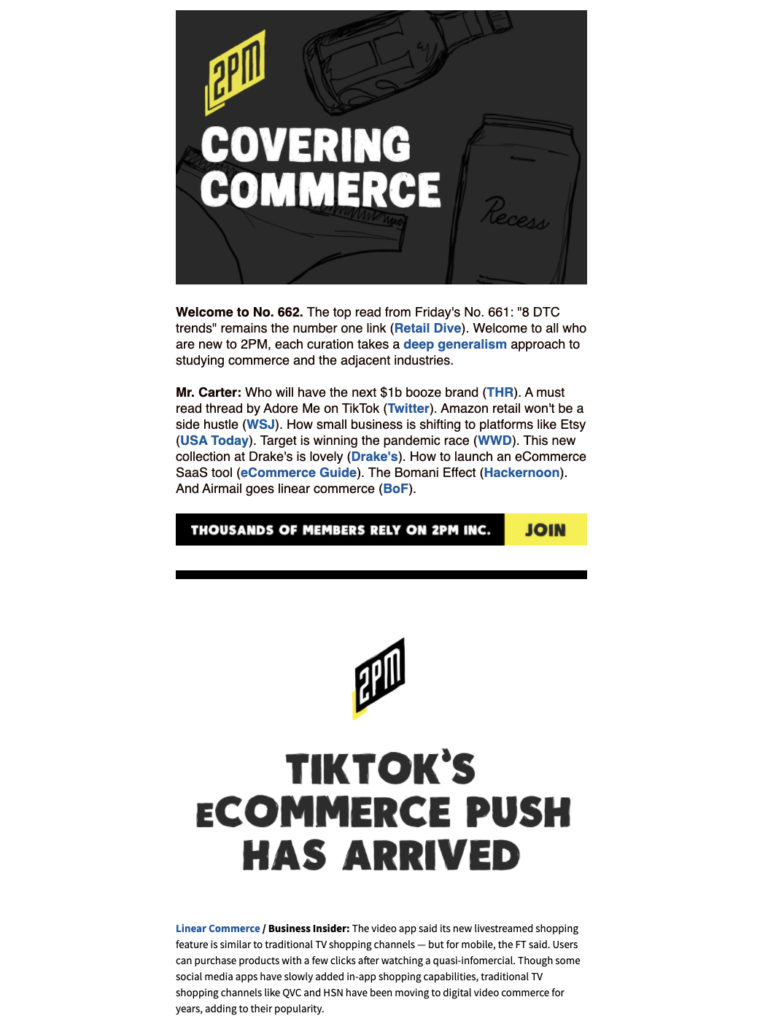 2PM
COVERING
COMMERCE
Recess
Welcome to No. 662. The top read from Friday's No. 661: "8 DTC
trends" remains the number one link (Retail Dive). Welcome to all who
are new to 2PM, each curation takes a deep generalism approach to
studying commerce and the adjacent industries.
Mr. Carter: Who will have the next $1b booze brand (THR). A must
read thread by Adore Me on TikTok (Twitter). Amazon retail won't be a
side hustle (WSJ). How small business is shifting to platforms like Etsy
(USA Today). Target is winning the pandemic race (WWD). This new
collection at Drake's is lovely (Drake's). How to launch an eCommerce
SaaS tool (eCommerce Guide). The Bomani Effect (Hackernoon).
And Airmail goes linear commerce (BoF).
THOUSANDS OF MEMBERS RELY ON 2PM INC. JOIN
2PM
TIKTOK'S
eCOMMERCE PUSH
HAS ARRIVED
Linear Commerce / Business Insider: The video app said its new livestreamed shopping
feature is similar to traditional TV shopping channels — but for mobile, the FT said. Users
can purchase products with a few clicks after watching a quasi-infomercial. Though some
social media apps have slowly added in-app shopping capabilities, traditional TV
shopping channels like QVC and HSN have been moving to digital video commerce for
years, adding to their popularity.